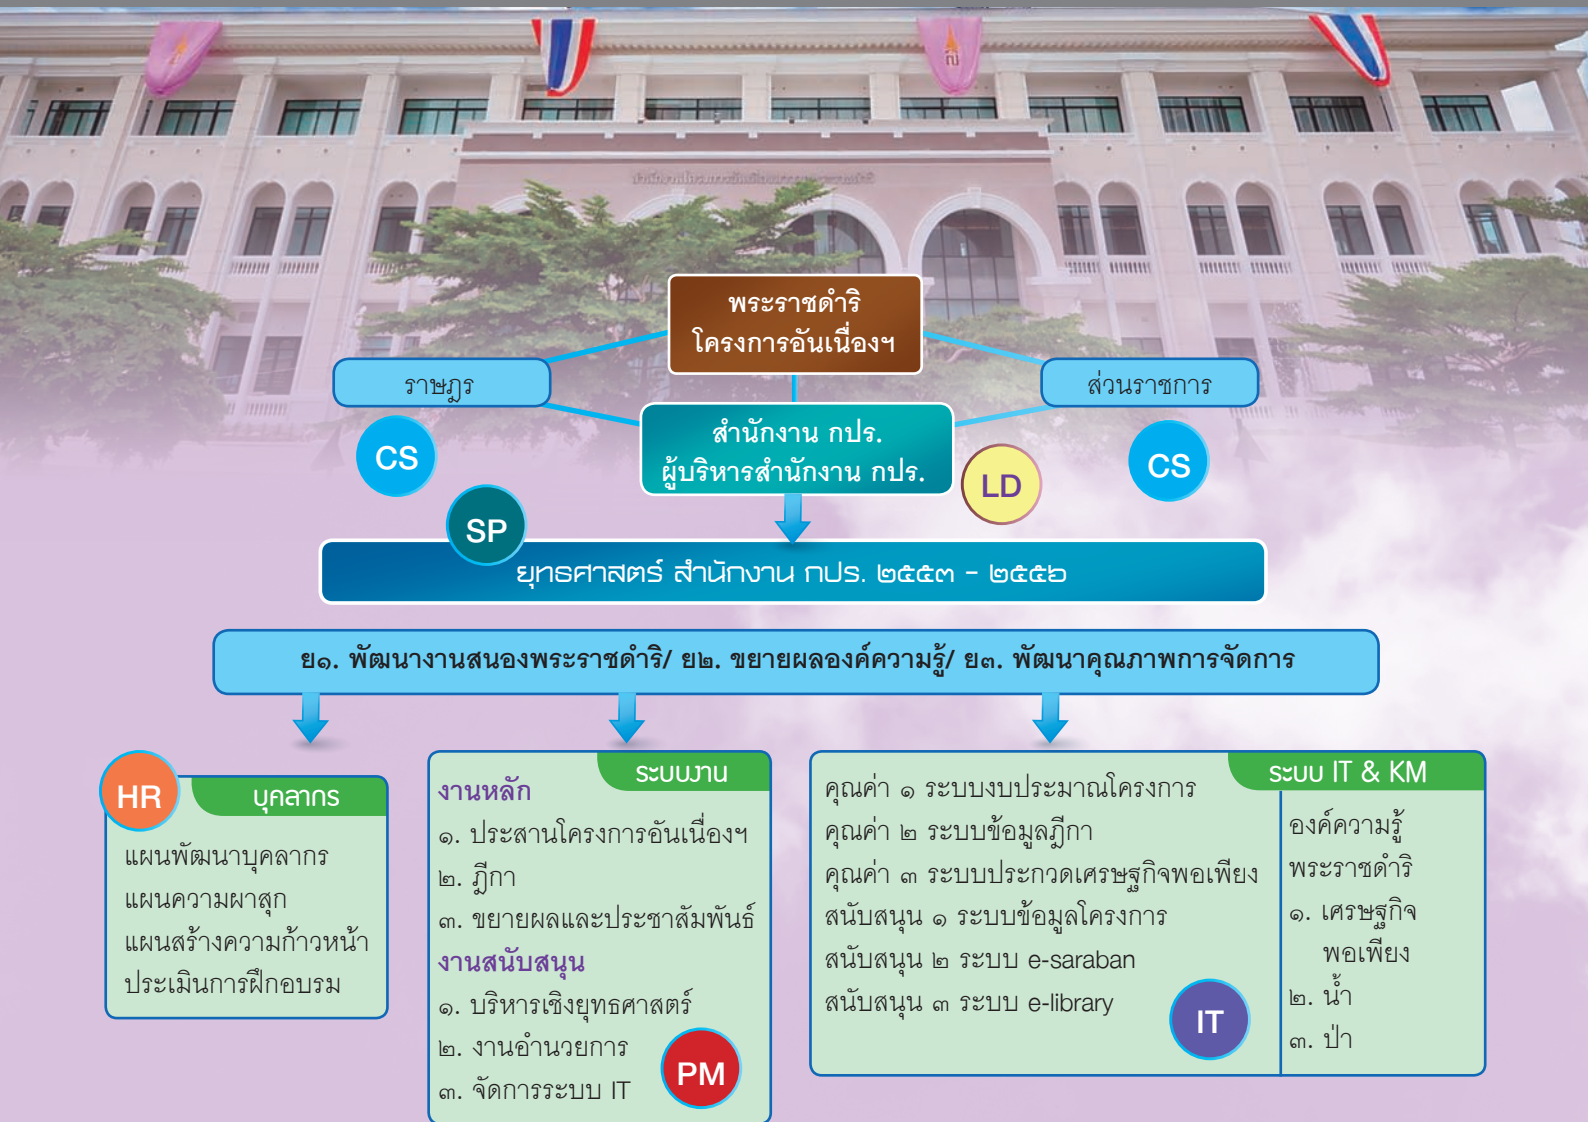 พระราชดำริ
โครงการอันเนื่องฯ
ราษฎร
ส่วนราชการ
CS
สำนักงาน กปร.
ผู้บริหารสำนักงาน กปร.
LD
CS
SP
ยุทธศาสตร์ สำนักงาน กปร. ๒๕๕๓ - ๒๕๕๖
ย๑. พัฒนางานสนองพระราชดำริ/ ย๒. ขยายผลองค์ความรู้/ ย๓. พัฒนาคุณภาพการจัดการ
HR
บุคลากร
แผนพัฒนาบุคลากร
แผนความผาสุก
แผนสร้างความก้าวหน้า
ประเมินการฝึกอบรม
ระบบงาน
งานหลัก
๑. ประสานโครงการอันเนื่องฯ
๒. ฎีกา
๓. ขยายผลและประชาสัมพันธ์
งานสนับสนุน
๑. บริหารเชิงยุทธศาสตร์
๒. งานอำนวยการ
๓. จัดการระบบ IT
PM
ระบบ IT & KM
คุณค่า ๑ ระบบงบประมาณโครงการ
คุณค่า ๒ ระบบข้อมูลฎีกา
คุณค่า ๓ ระบบประกวดเศรษฐกิจพอเพียง
สนับสนุน ๑ ระบบข้อมูลโครงการ
สนับสนุน ๒ ระบบ e-saraban
สนับสนุน ๓ ระบบ e-library
IT
องค์ความรู้
พระราชดำริ
๑. เศรษฐกิจ
พอเพียง
๒. น้ำ
๓. ป่า